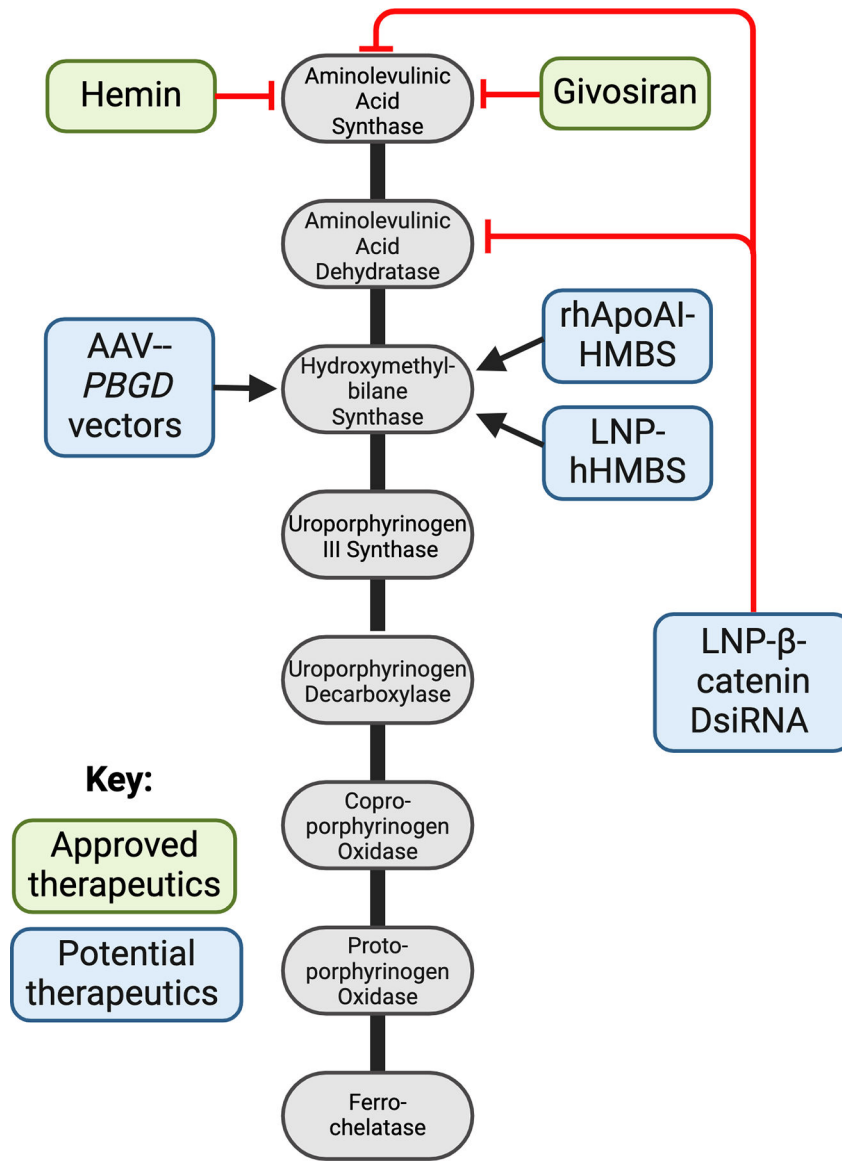 Hemin
Aminolevulinic
Acid
Synthase
Givosiran
Aminolevulinic
Acid
Dehydratase
AAV--
PBGD
vectors
Hydroxymethyl-
bilane
Synthase
rhApoAI-
HMBS
LNP-
hHMBS
Uroporphyrinogen
III Synthase
Uroporphyrinogen
Decarboxylase
LNP-β-
catenin
DsiRNA
Copro-
porphyrinogen
Oxidase
Proto-
porphyrinogen
Oxidase
Ferro-
chelatase
Key:
Approved
therapeutics
Potential
therapeutics